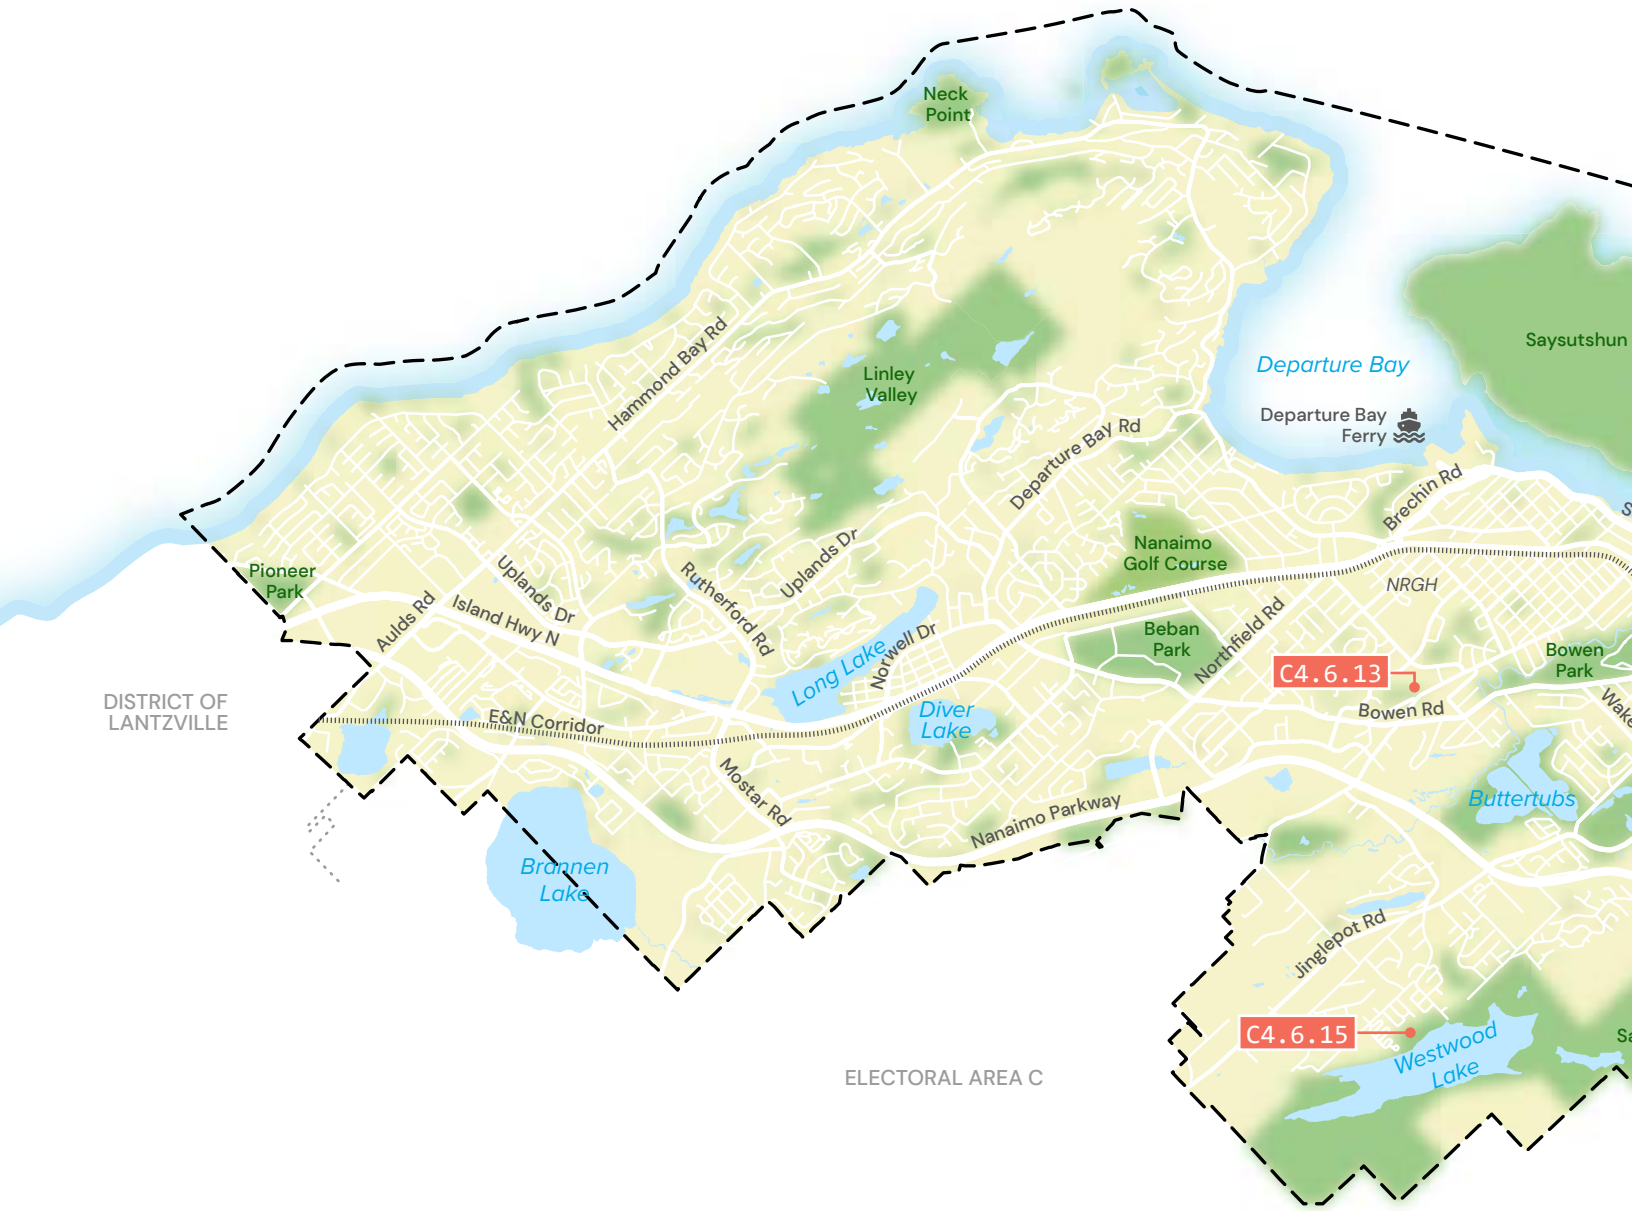 Neck
Point
Saysutshun
Departure Bay
Linley
Valley
Hammond Bay Rd
Departure Bay
Ferry
Departure Bay Rd
Brechin Rd
S
Nanaimo
Golf Course
Pioneer
Park
Uplands Dr
Uplands Dr
Rutherford Rd
NRGH
Aulds Rd
Island Hwy N
Beban
Park
Northfield Rd
Norwell Dr
Long Lake
Bowen
Park
C4.6.13
DISTRICT OF
LANTZVILLE
E&N Corridor
Diver
Lake
Bowen Rd
Wake
Mostar Rd
Nanaimo Parkway
Buttertubs
Brannen
Lake
Jinglepot Rd
C4.6.15
Westwood
Lake
Sa
ELECTORAL AREA C